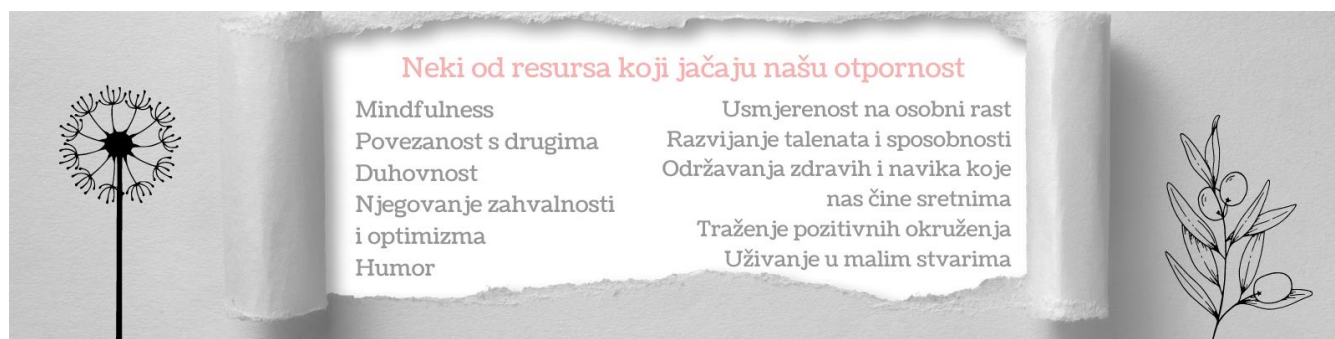 Neki od resursa koji jačaju našu otpornost
Mindfulness
Povezanost s drugima
Duhovnost
Njegovanje zahvalnosti
i optimizma
Humor
Usmjerenost na osobni rast
Razvijanje talenata i sposobnosti
Održavanja zdravih i navika koje
nas čine sretnima
Traženje pozitivnih okruženja
Uživanje u malim stvarima